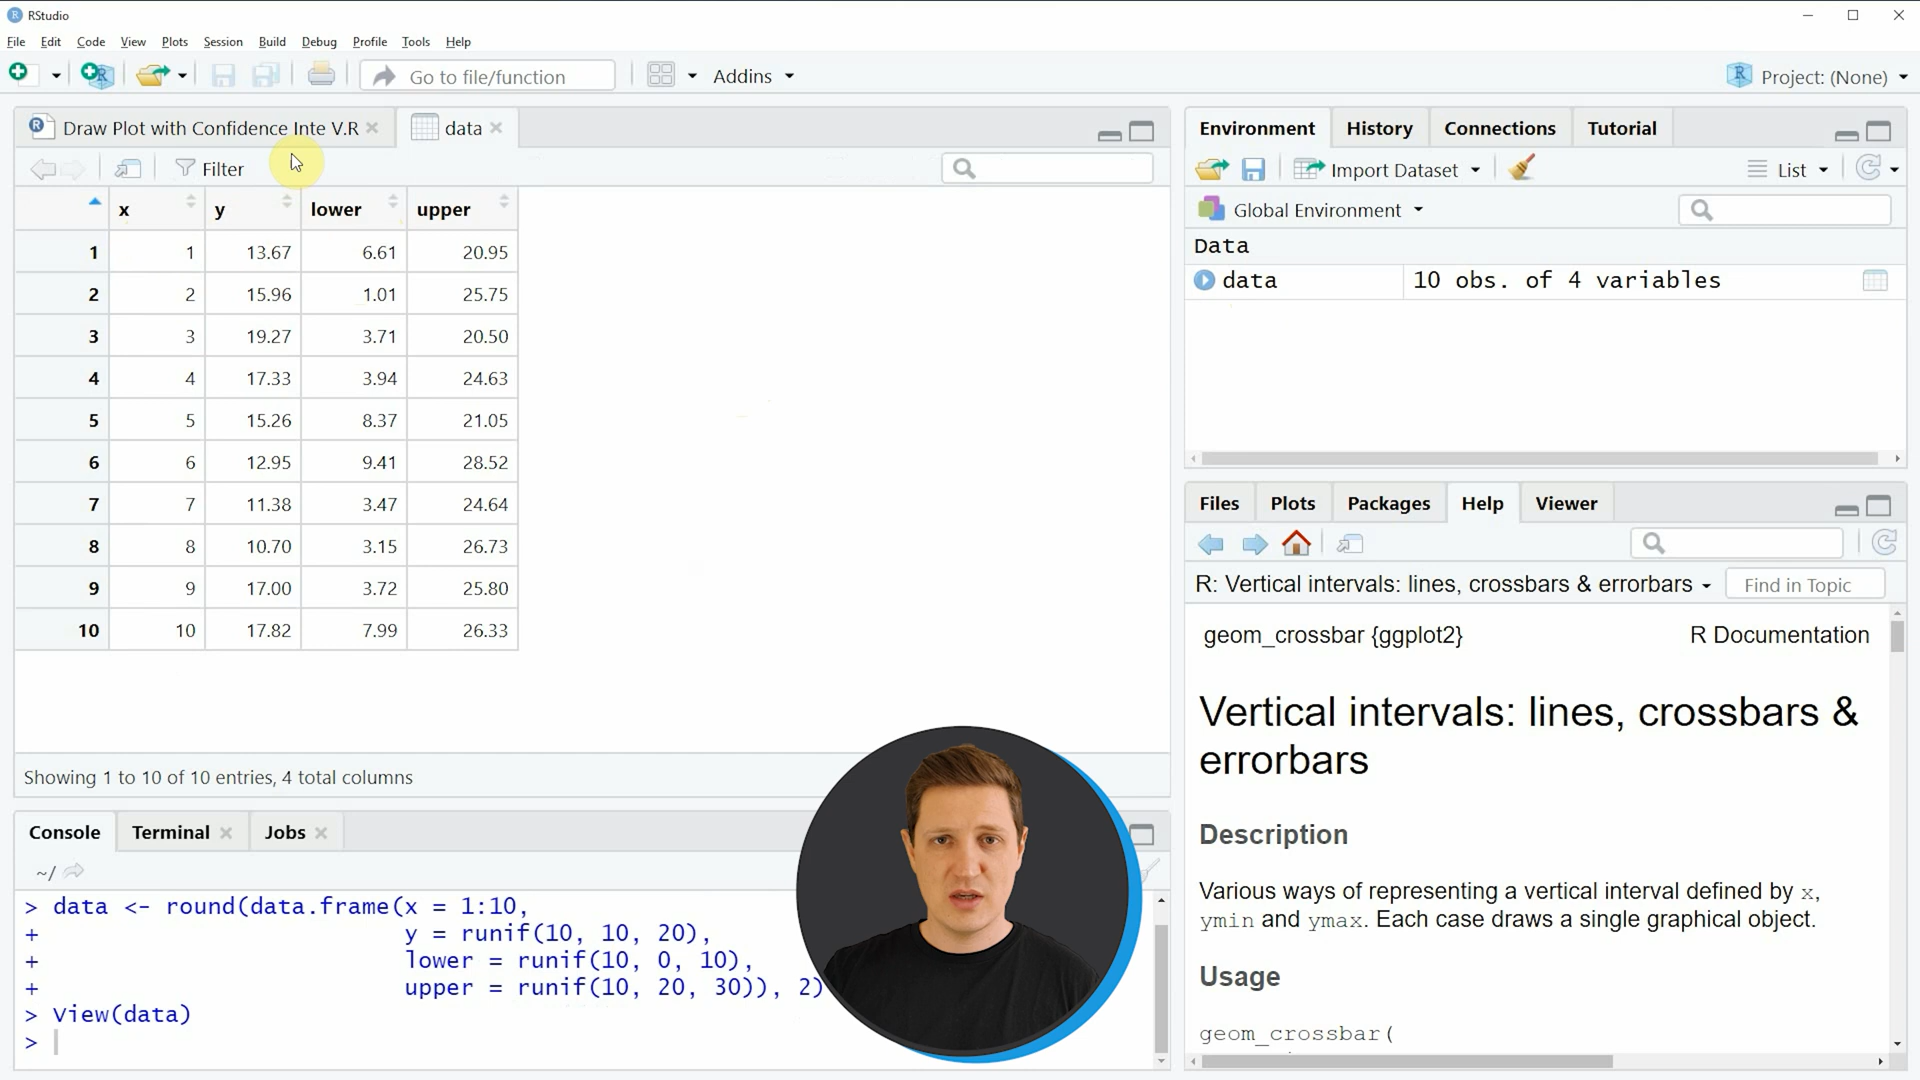 RStudio
File Edit Code View Plots Session Build Debug Profile Tools Help
Go to file/function Addins Project: (None)
Draw Plot with Confidence Inte V.R data
Filter
x y lower upper
1 1 13.67 6.61 20.95
2 2 15.96 1.01 25.75
3 3 19.27 3.71 20.50
4 4 17.33 3.94 24.63
5 5 15.26 8.37 21.05
6 6 12.95 9.41 28.52
7 7 11.38 3.47 24.64
8 8 10.70 3.15 26.73
9 9 17.00 3.72 25.80
10 10 17.82 7.99 26.33
Showing 1 to 10 of 10 entries, 4 total columns
Console Terminal Jobs
~/
> data <- round(data.frame(x = 1:10,
+ y = runif(10, 10, 20),
+ lower = runif(10, 0, 10),
+ upper = runif(10, 20, 30)), 2)
> View(data)
>
Environment History Connections Tutorial
Import Dataset List
Global Environment
Data
data 10 obs. of 4 variables
Files Plots Packages Help Viewer
R: Vertical intervals: lines, crossbars & errorbars Find in Topic
geom_crossbar {ggplot2} R Documentation
Vertical intervals: lines, crossbars &
errorbars
Description
Various ways of representing a vertical interval defined by x,
ymin and ymax. Each case draws a single graphical object.
Usage
geom_crossbar(